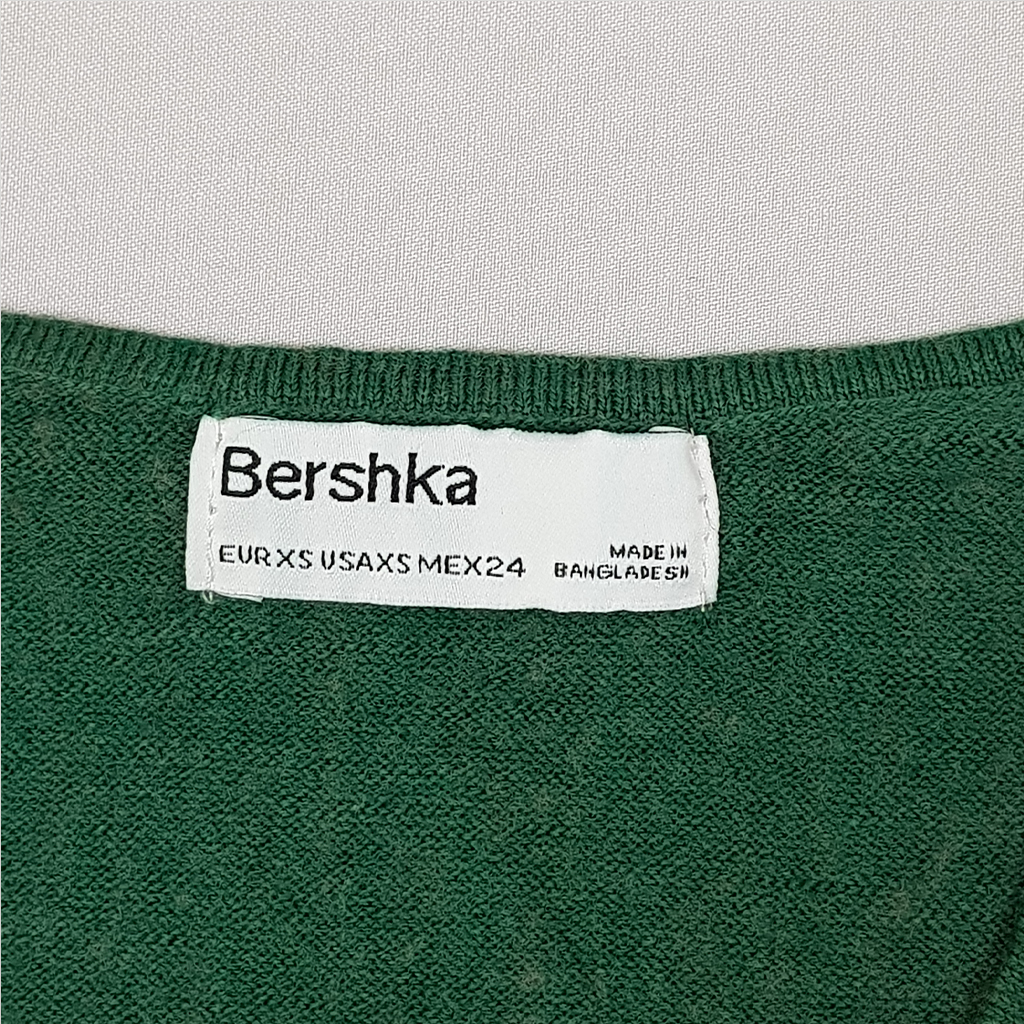 Bershka
EUR XS USA XS MEX 24
MADE IN
BANGLADESH